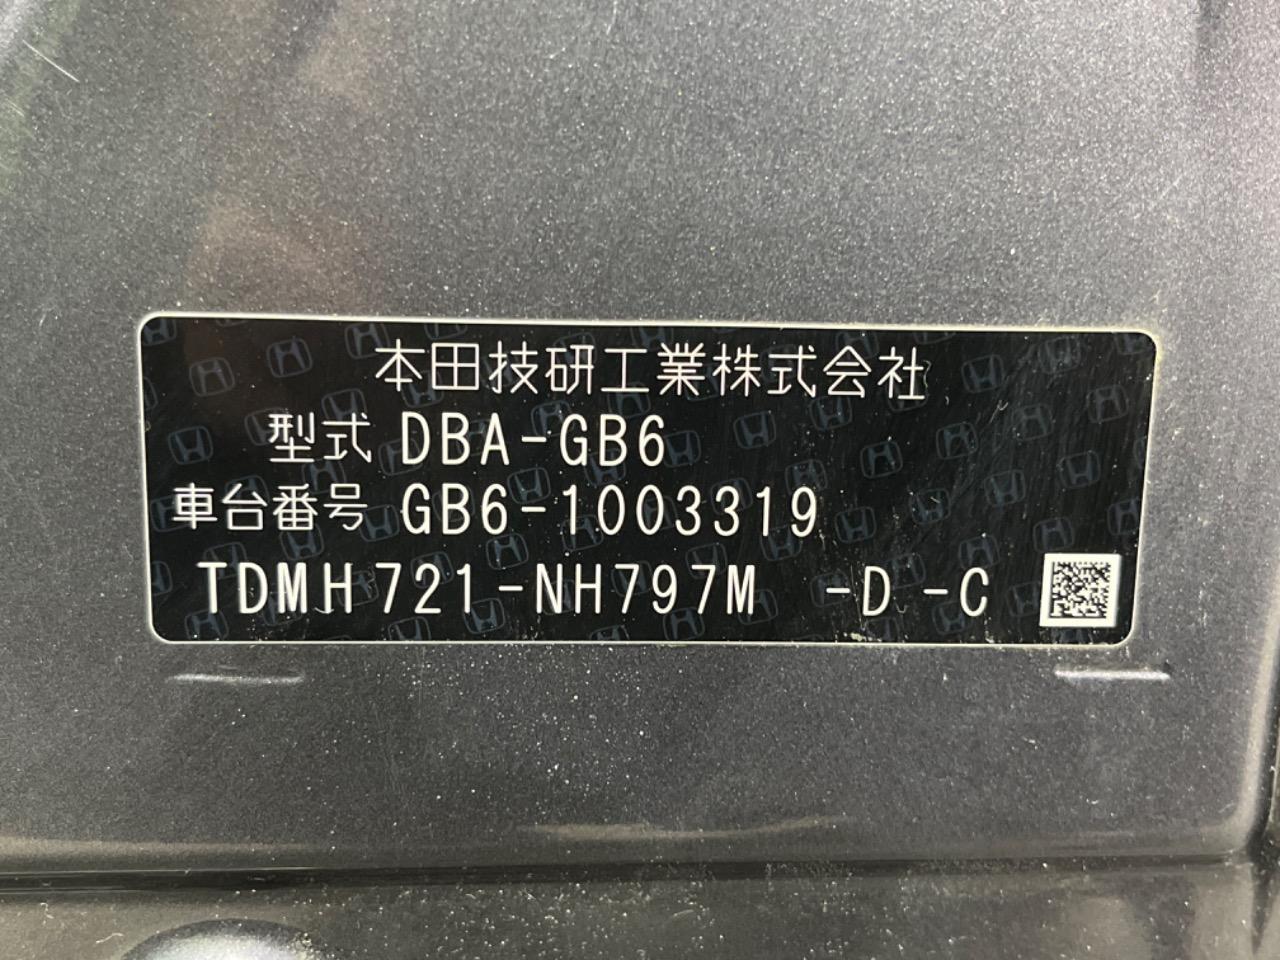 本田技研工業株式会社
型式 DBA-GB6
車台番号 GB6-1003319
TDMH721-NH797M -D -C